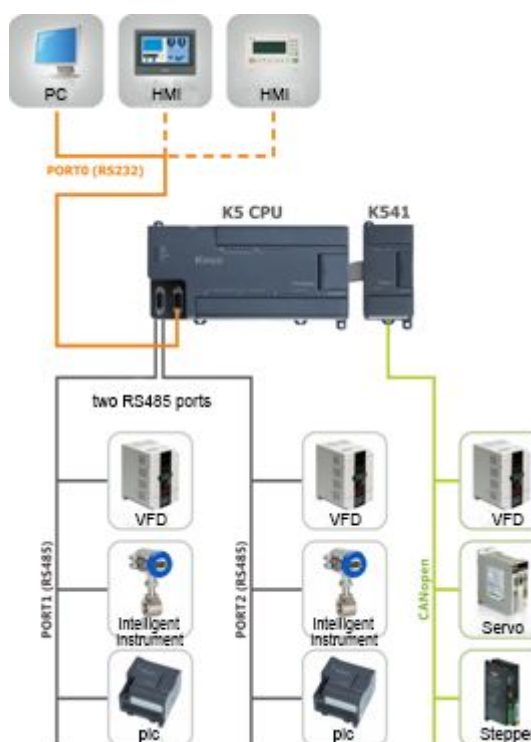 PC
HMI
HMI
PORT0 (RS232)
K5 CPU
K541
two RS485 ports
VFD
VFD
VFD
PORT1 (RS485)
PORT2 (RS485)
CANopen
Intelligent
Instrument
Intelligent
Instrument
Servo
plc
plc
Steppe